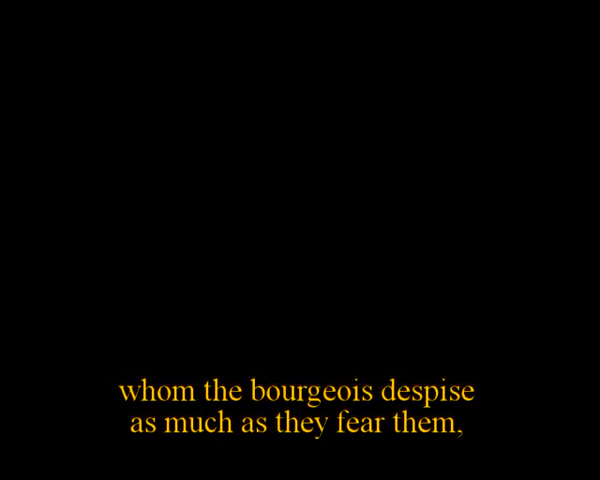 whom the bourgeois despise
as much as they fear them,